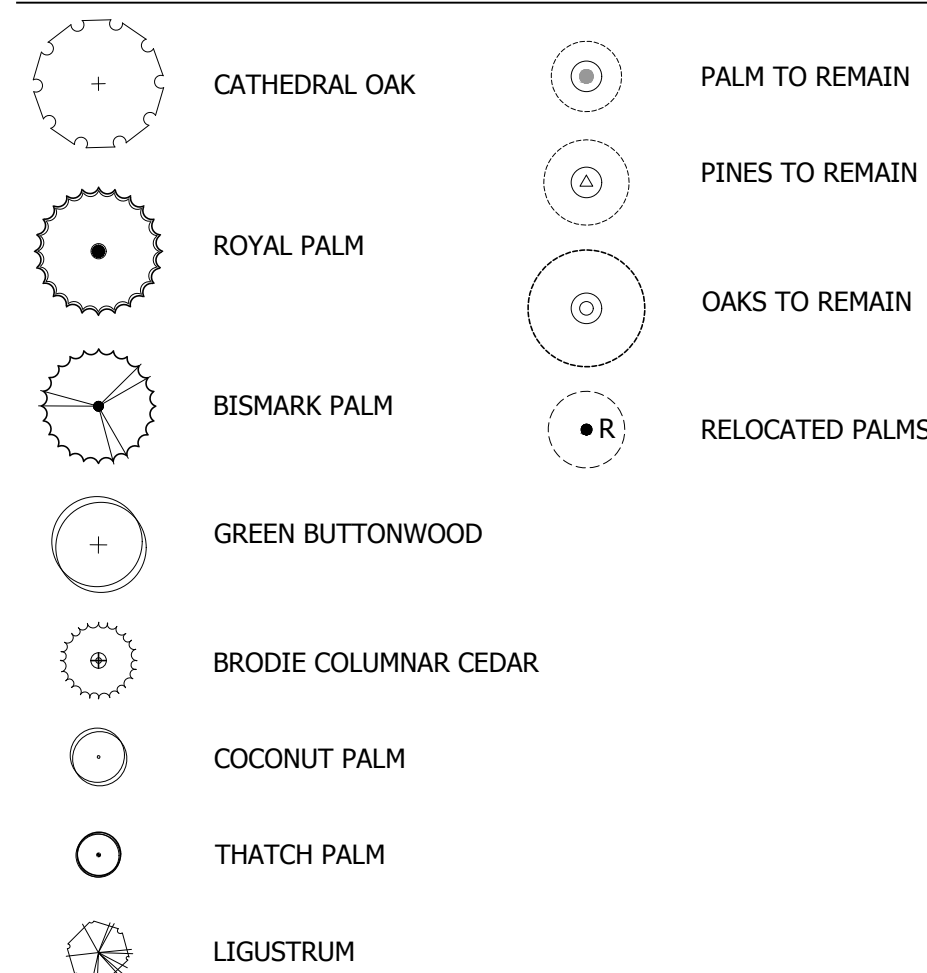 CATHEDRAL OAK
ROYAL PALM
BISMARK PALM
GREEN BUTTONWOOD
BRODIE COLUMNAR CEDAR
COCONUT PALM
THATCH PALM
LIGUSTRUM
PALM TO REMAIN
PINES TO REMAIN
OAKS TO REMAIN
R
RELOCATED PALMS